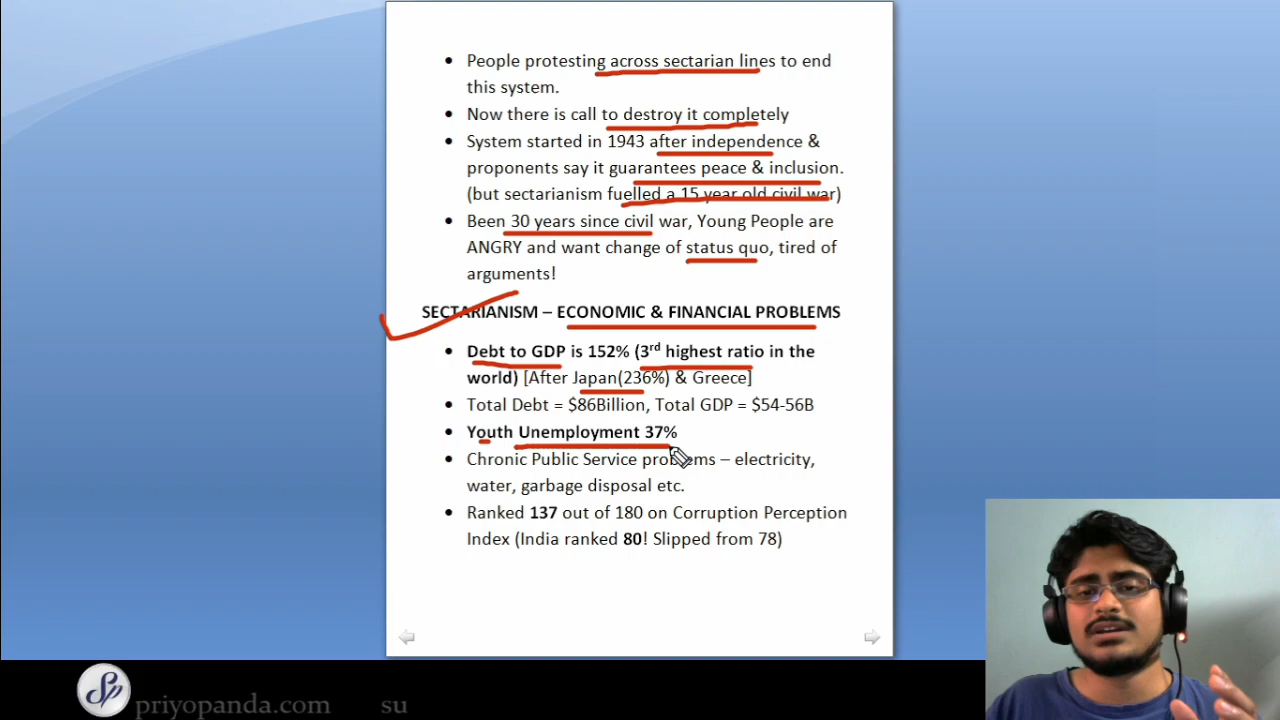 • People protesting across sectarian lines to end
this system.
• Now there is call to destroy it completely
• System started in 1943 after independence &
proponents say it guarantees peace & inclusion.
(but sectarianism fuelled a 15 year old civil war)
• Been 30 years since civil war, Young People are
ANGRY and want change of status quo, tired of
arguments!
SECTARIANISM – ECONOMIC & FINANCIAL PROBLEMS
• Debt to GDP is 152% (3rd highest ratio in the
world) [After Japan(236%) & Greece]
• Total Debt = $86Billion, Total GDP = $54-56B
• Youth Unemployment 37%
• Chronic Public Service problems – electricity,
water, garbage disposal etc.
• Ranked 137 out of 180 on Corruption Perception
Index (India ranked 80! Slipped from 78)
priyopanda.com su